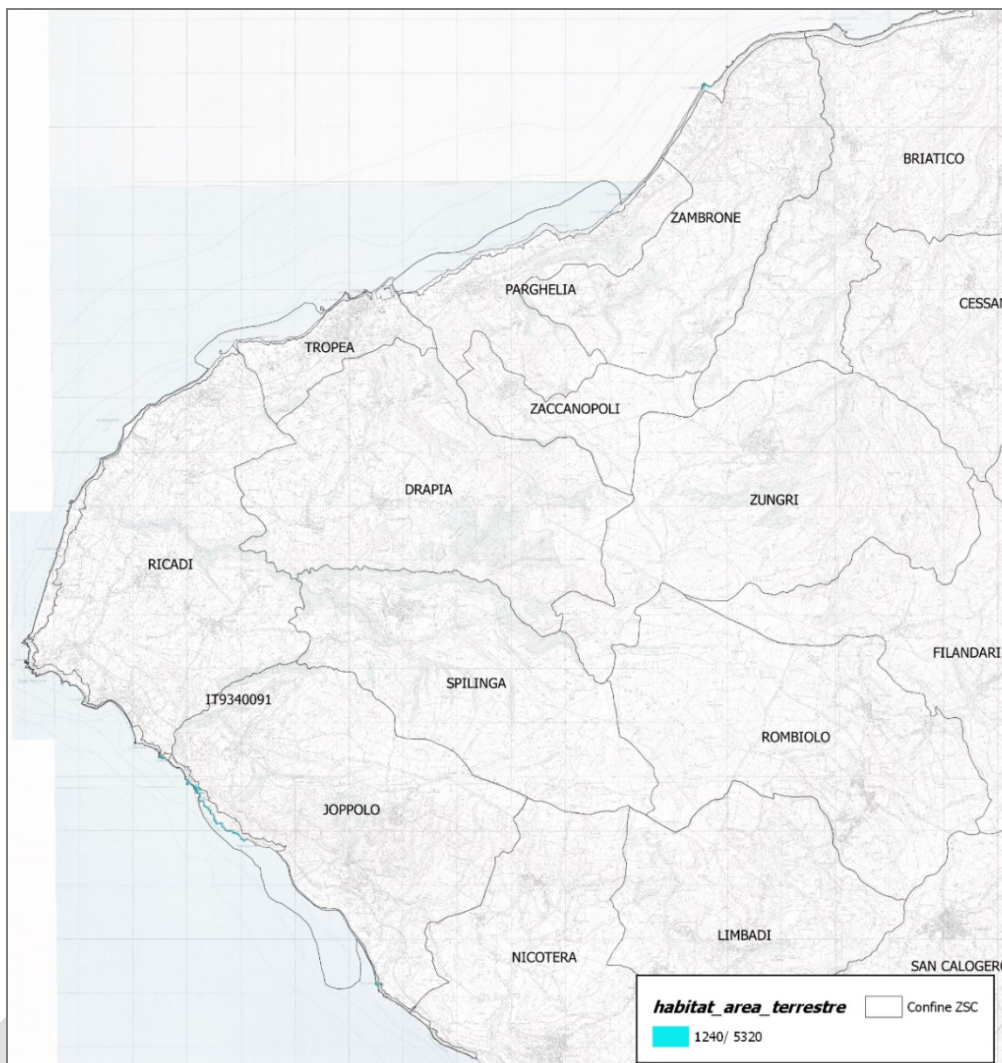 BRIATICO
ZAMBRONE
PARGHELIA
CESSAN
TROPEA
ZACCANOPOLI
DRAPIA
ZUNGRI
RICADI
FILANDARI
SPILINGA
IT9340091
ROMBIOLO
JOPPOLO
LIMBADI
NICOTERA
SAN CALOGERO
habitat_area_terrestre
Confine ZSC
1240/ 5320